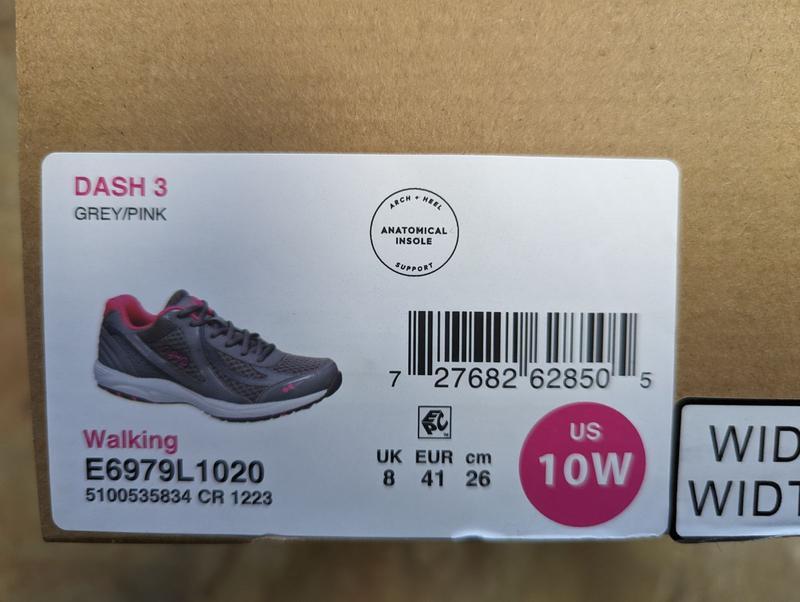 DASH 3
GREY/PINK
ARCH + HEEL
ANATOMICAL
INSOLE
SUPPORT
7 27682 62850 5
Walking
E6979L1020
5100535834 CR 1223
EPC
UK EUR cm
8 41 26
US
10W
WID
WIDT